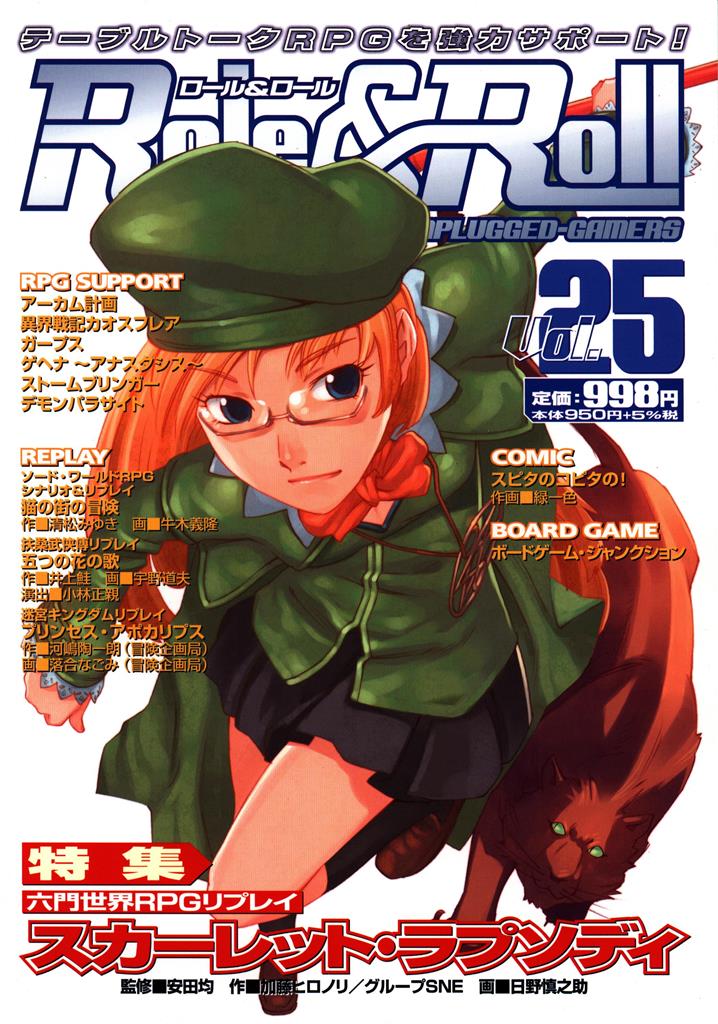 テーブルトークRPGを強力サポート!
ロール&ロール
Role&Roll
UNPLUGGED-GAMERS
Vol. 25
定価:998円
本体950円+5%税
RPG SUPPORT
アーカム計画
異界戦記カオスフレア
ガープス
ゲヘナ ～アナスタシス～
ストームブリンガー
デモンパラサイト
REPLAY
ソード・ワールドRPG
シナリオ&リプレイ
猫の街の冒険
作■清松みゆき 画■牛木義隆
扶桑武侠傳リプレイ
五つの花の歌
作■井上鮭 画■宇野道夫
演出■小林正親
迷宮キングダムリプレイ
プリンセス・アポカリプス
作■河嶋陶一朗(冒険企画局)
画■落合なごみ(冒険企画局)
COMIC
スピタのコピタの!
作画■緑一色
BOARD GAME
ボードゲーム・ジャンクション
特集
六門世界RPGリプレイ
スカーレット・ラプソディ
監修■安田均 作■加藤ヒロノリ/グループSNE 画■日野慎之助